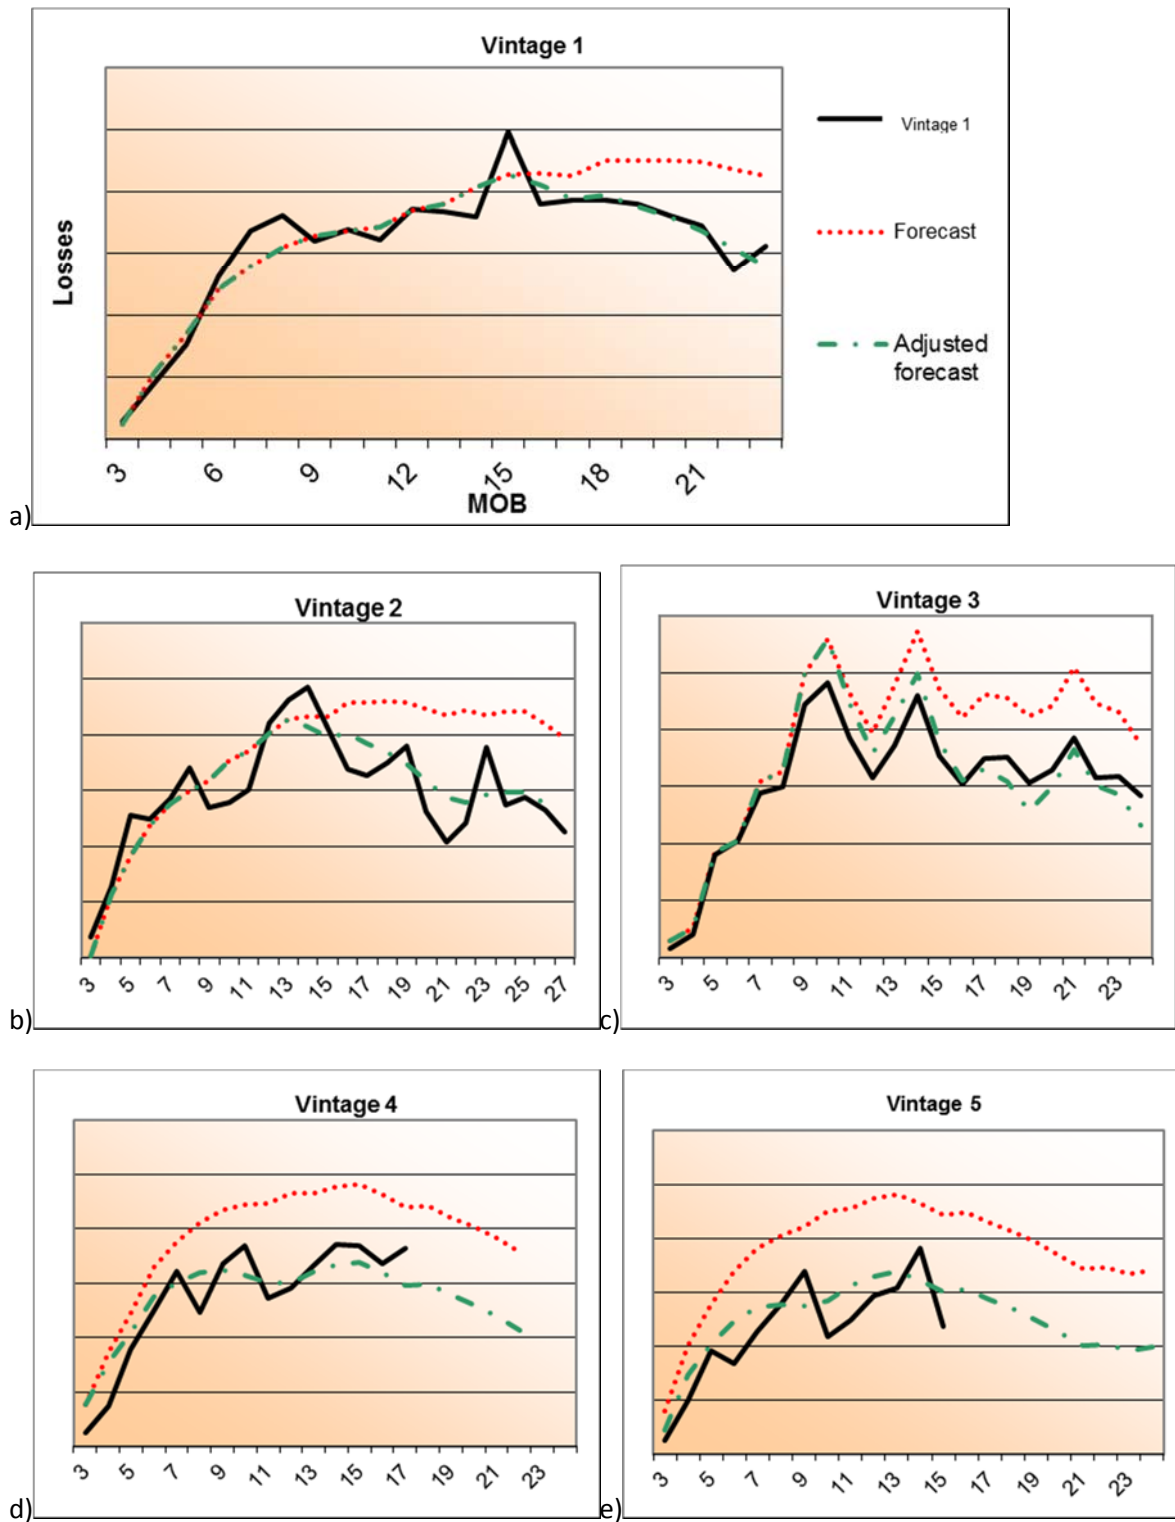 Vintage 1
Losses
Vintage 1
Forecast
Adjusted
forecast
3 6 9 12 15 18 21
MOB
a)
Vintage 2
3 5 7 9 11 13 15 17 19 21 23 25 27
b)
Vintage 3
3 5 7 9 11 13 15 17 19 21 23
c)
Vintage 4
3 5 7 9 11 13 15 17 19 21 23
d)
Vintage 5
3 5 7 9 11 13 15 17 19 21 23
e)